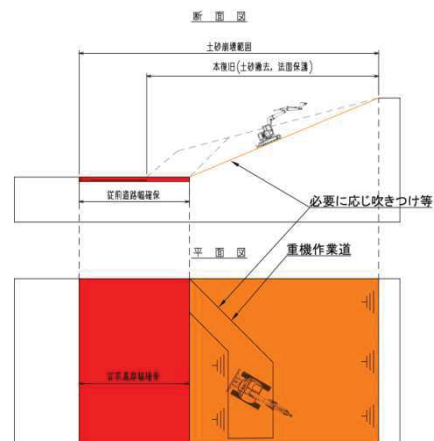 断面図
土砂崩壊範囲
本復旧(土砂撤去，法面保護)
従前道路幅確保
必要に応じ吹きつけ等
平面図
重機作業道
従前道路幅確保